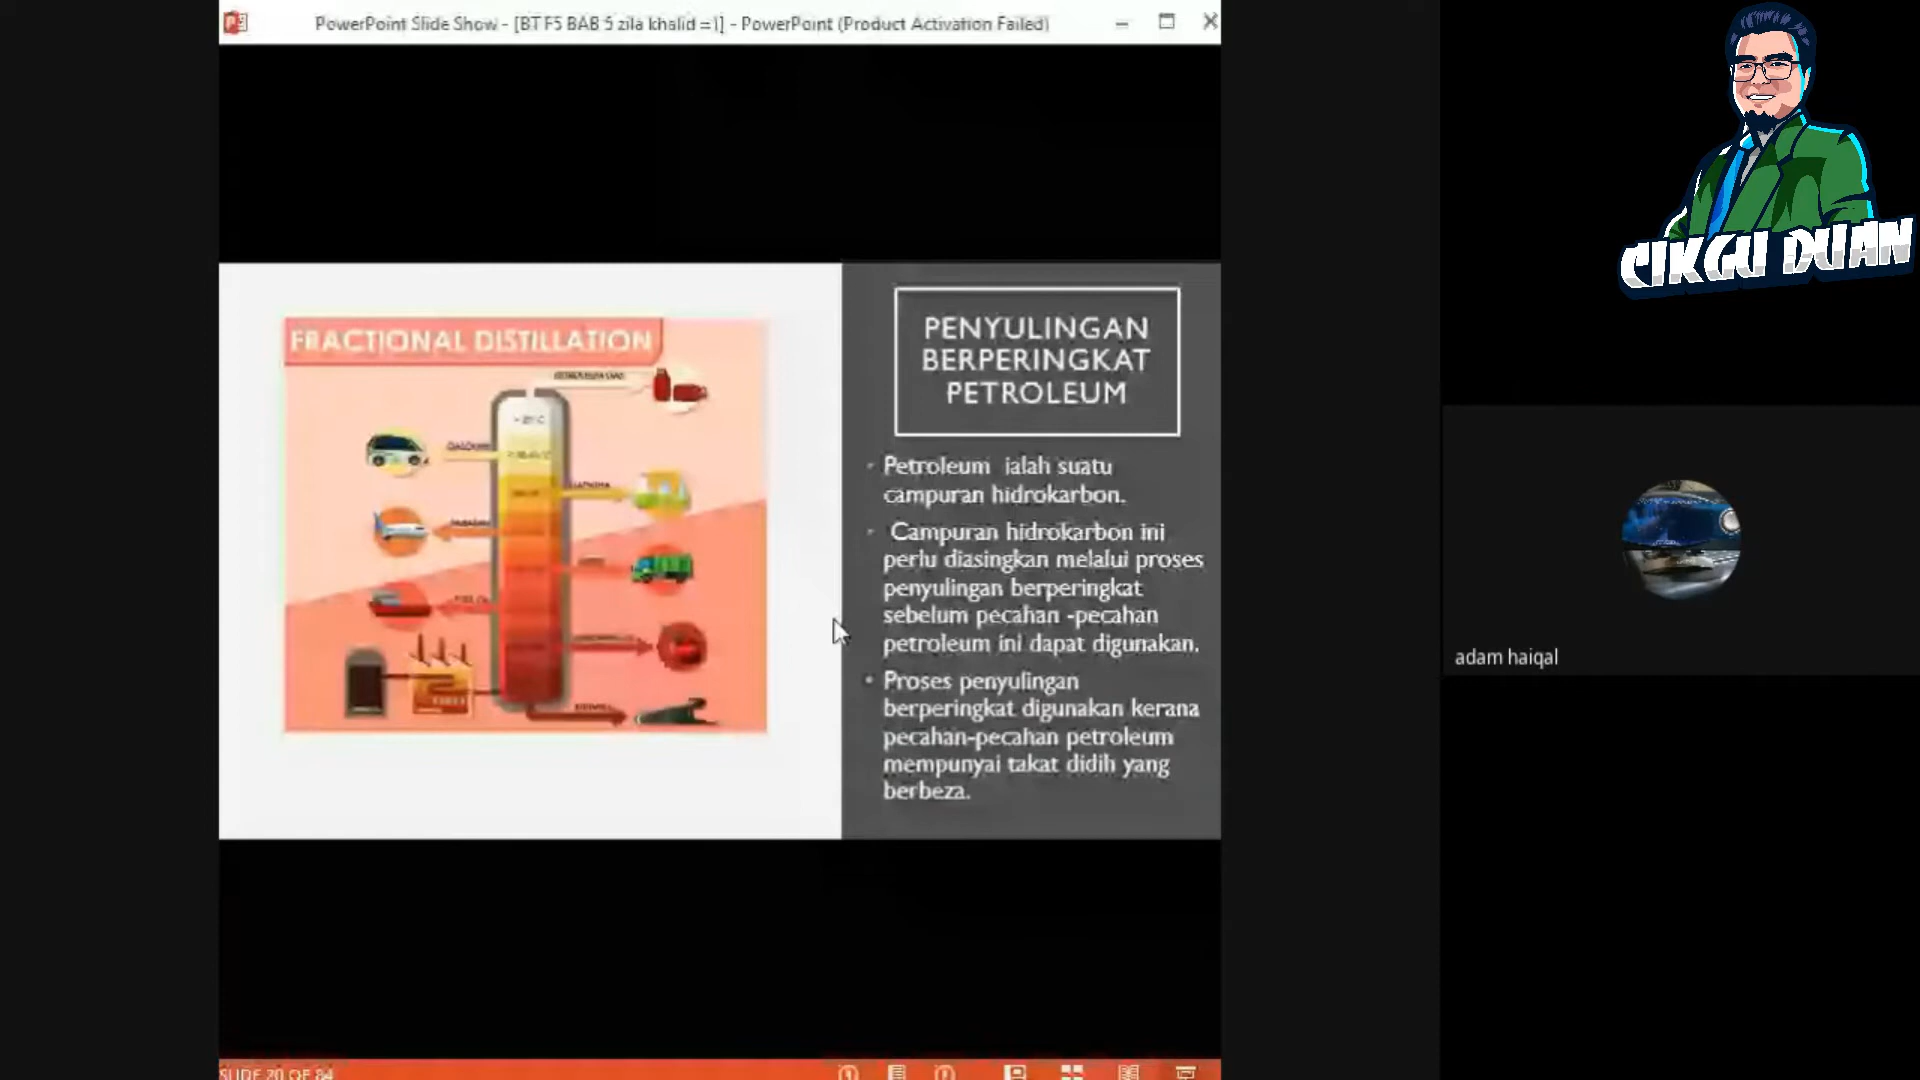 PowerPoint Slide Show - [BT F5 BAB 5 zila khalid =)] - PowerPoint (Product Activation Failed)
CIKGU DUAN
FRACTIONAL DISTILLATION
PENYULINGAN
BERPERINGKAT
PETROLEUM
Petroleum ialah suatu
campuran hidrokarbon.
Campuran hidrokarbon ini
perlu diasingkan melalui proses
penyulingan berperingkat
sebelum pecahan -pecahan
petroleum ini dapat digunakan.
Proses penyulingan
berperingkat digunakan kerana
pecahan-pecahan petroleum
mempunyai takat didih yang
berbeza.
adam haiqal
SLIDE 20 OF 84